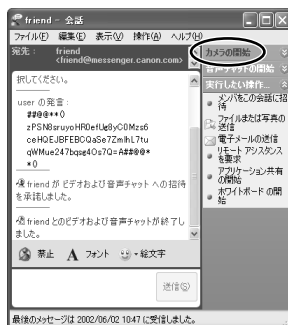 friend - 会話
ファイル(F) 編集(E) 表示(V) 操作(A) ヘルプ(H)
宛先： friend
<friend@messenger.canon.com>
択してください。
user の発言：
##@@**0
zPSN8sruyoHR0efUe8yC0Mzs6
ceHQEJBFEBCQaSe7ZmIhL7tu
qWMue247bqsg4Os7Q=A##@@*
*0
friend が ビデオおよび音声チャット への招待
を承諾しました。
friend とのビデオおよび音声チャットが終了し
ました。
禁止 A フォント 絵文字
送信(S)
最後のメッセージは 2002/06/02 10:47 に受信しました。
カメラの開始
音声チャットの開始
実行したい操作...
メンバをこの会話に招
待
ファイルまたは写真の
送信
電子メールの送信
リモート アシスタンス
を要求
アプリケーション共有
の開始
ホワイトボード の開
始